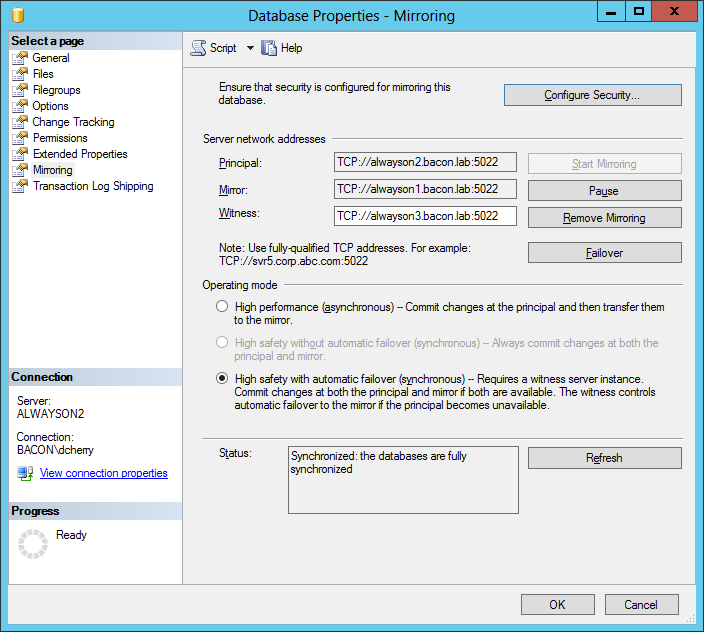 Database Properties - Mirroring
Select a page
General
Files
Filegroups
Options
Change Tracking
Permissions
Extended Properties
Mirroring
Transaction Log Shipping
Connection
Server:
ALWAYSON2
Connection:
BACON\dcherry
View connection properties
Progress
Ready
Script
Help
Ensure that security is configured for mirroring this
database.
Configure Security...
Server network addresses
Principal:
TCP://alwayson2.bacon.lab:5022
Start Mirroring
Mirror:
TCP://alwayson1.bacon.lab:5022
Pause
Witness:
TCP://alwayson3.bacon.lab:5022
Remove Mirroring
Note: Use fully-qualified TCP addresses. For example:
TCP://svr5.corp.abc.com:5022
Failover
Operating mode
High performance (asynchronous) -- Commit changes at the principal and then transfer them
to the mirror.
High safety without automatic failover (synchronous) -- Always commit changes at both the
principal and mirror.
High safety with automatic failover (synchronous) -- Requires a witness server instance.
Commit changes at both the principal and mirror if both are available. The witness controls
automatic failover to the mirror if the principal becomes unavailable.
Status:
Synchronized: the databases are fully
synchronized
Refresh
OK
Cancel